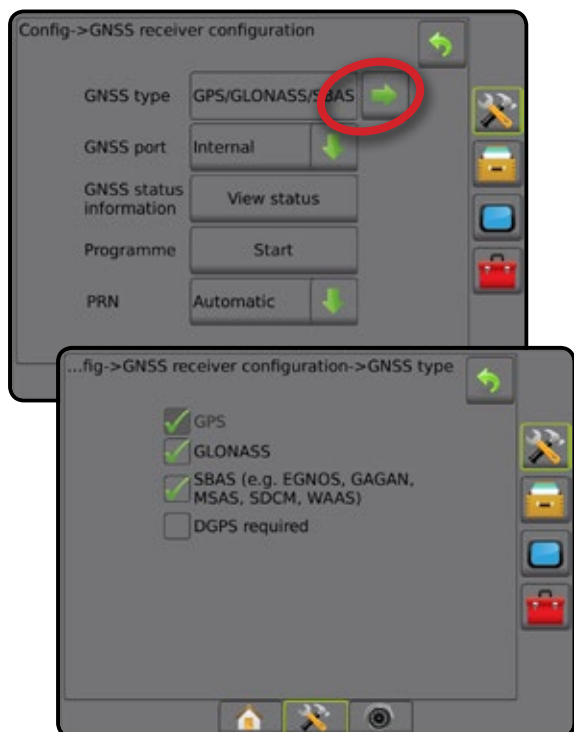 Config->GNSS receiver configuration
GNSS type GPS/GLONASS/SBAS
GNSS port Internal
GNSS status
information
View status
Programme Start
PRN Automatic
...fig->GNSS receiver configuration->GNSS type
GPS
GLONASS
SBAS (e.g. EGNOS, GAGAN,
MSAS, SDCM, WAAS)
DGPS required